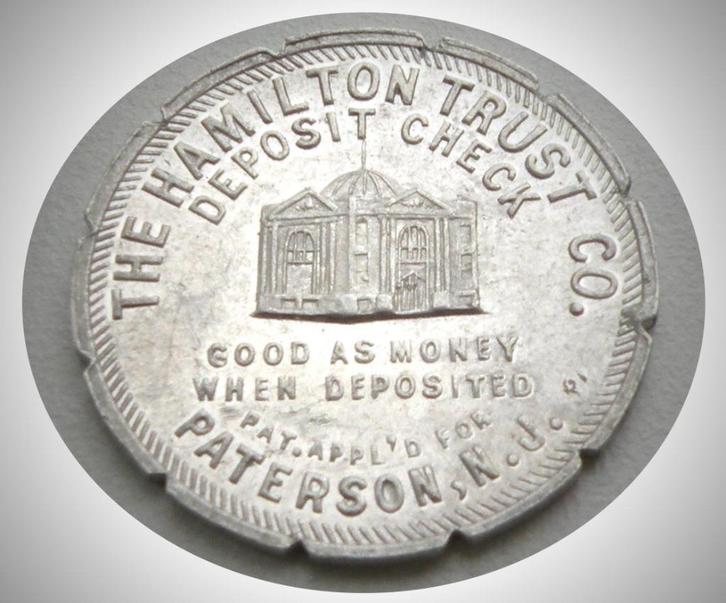 THE HAMILTON TRUST CO.
DEPOSIT CHECK
GOOD AS MONEY
WHEN DEPOSITED
PAT. APPL'D FOR
PATERSON, N.J.